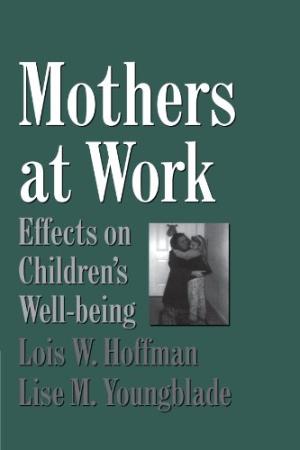 Mothers
at Work
Effects on
Children's
Well-being
Lois W. Hoffman
Lise M. Youngblade